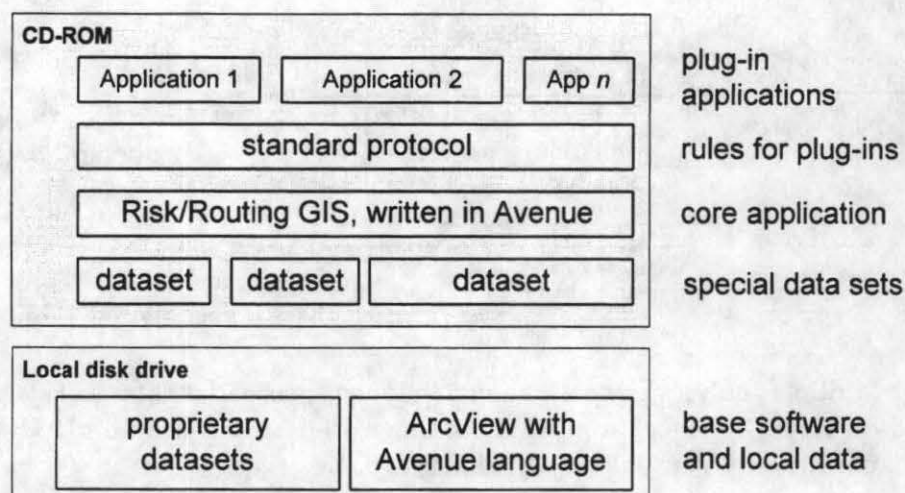 CD-ROM
Application 1 Application 2 App n plug-in
applications
standard protocol rules for plug-ins
Risk/Routing GIS, written in Avenue core application
dataset dataset dataset special data sets
Local disk drive
proprietary ArcView with base software
datasets Avenue language and local data